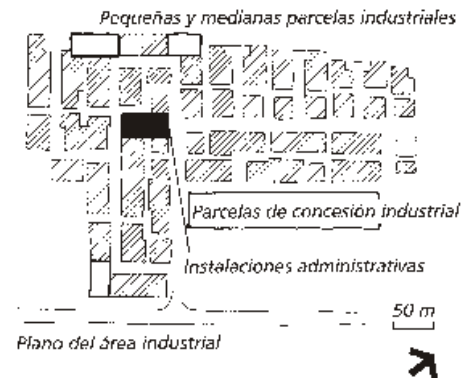 Pequeñas y medianas parcelas industriales
Parcelas de concesión industrial
Instalaciones administrativas
50 m
Plano del área industrial